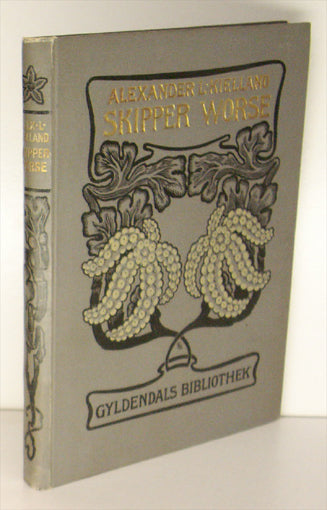 ALEXANDER L. KIELLAND
SKIPPER WORSE
GYLDENDALS BIBLIOTHEK